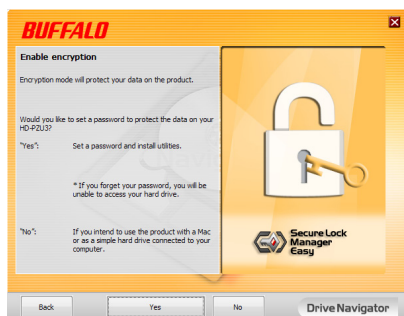 BUFFALO
Enable encryption
Encryption mode will protect your data on the product.
Would you like to set a password to protect the data on your
HD-PZU3?
"Yes":
Set a password and install utilities.
* If you forget your password, you will be
unable to access your hard drive.
"No":
If you intend to use the product with a Mac
or as a simple hard drive connected to your
computer.
Secure Lock
Manager
Easy
Back
Yes
No
DriveNavigator